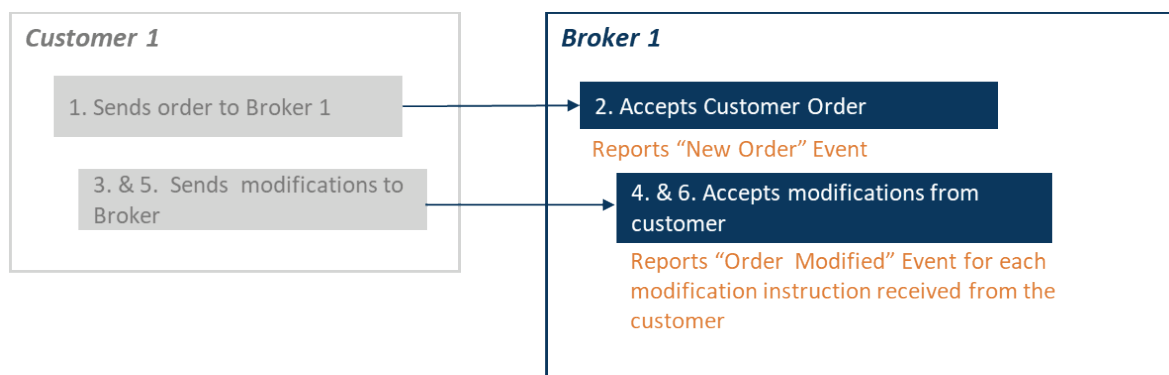 Customer 1
1. Sends order to Broker 1
3. & 5. Sends modifications to
Broker
Broker 1
2. Accepts Customer Order
Reports “New Order” Event
4. & 6. Accepts modifications from
customer
Reports “Order Modified” Event for each
modification instruction received from the
customer